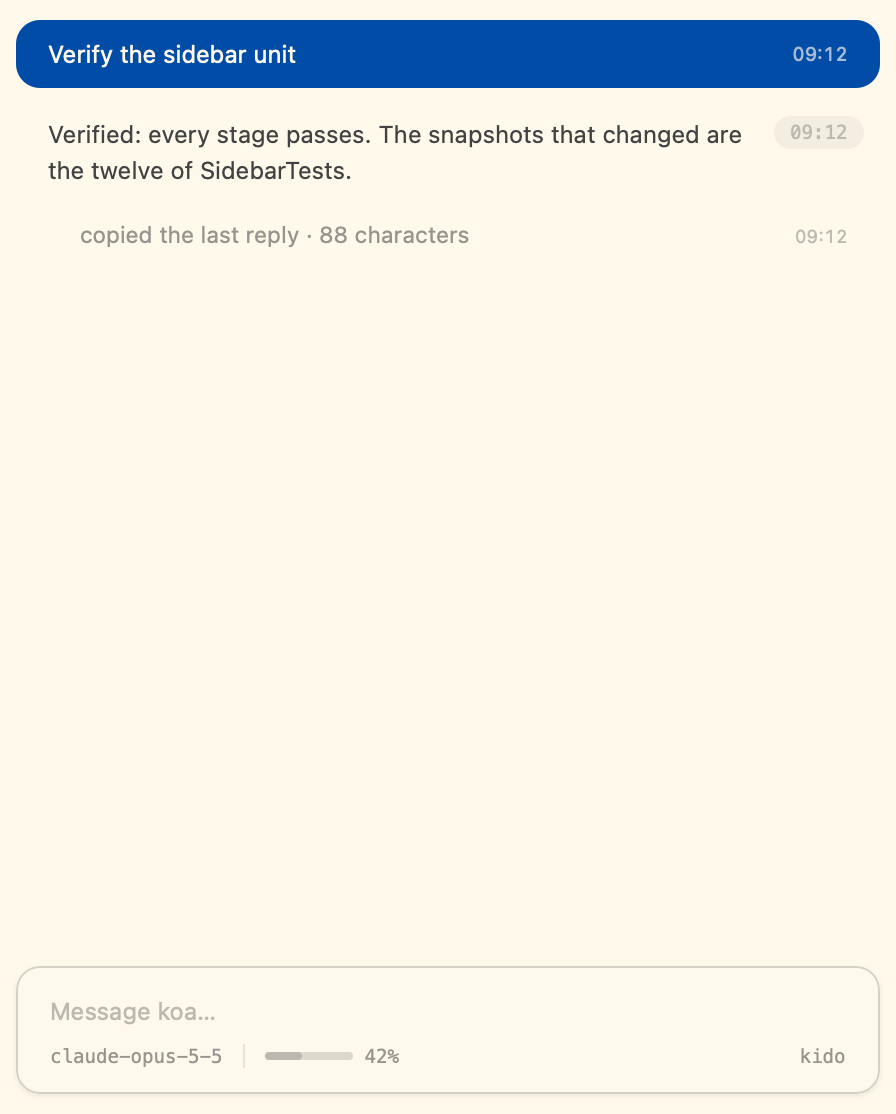 Verify the sidebar unit 09:12
Verified: every stage passes. The snapshots that changed are 09:12
the twelve of SidebarTests.
copied the last reply · 88 characters 09:12
Message koa...
claude-opus-5-5 42% kido